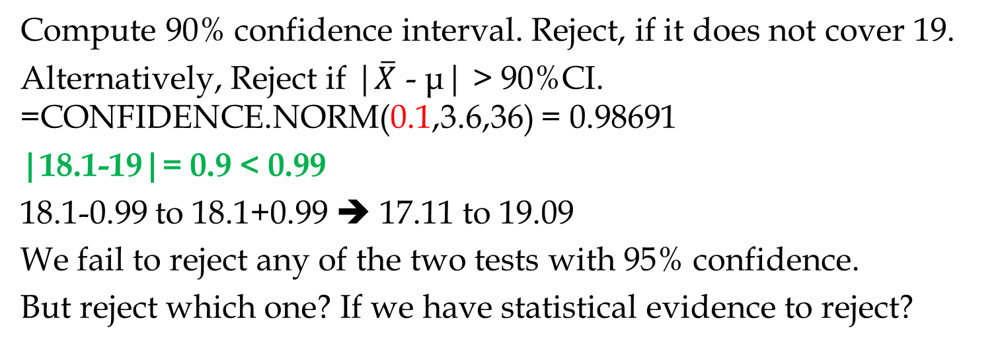 Compute 90% confidence interval. Reject, if it does not cover 19.
Alternatively, Reject if |X̄ - µ| > 90%CI.
=CONFIDENCE.NORM(0.1,3.6,36) = 0.98691
|18.1-19|= 0.9 < 0.99
18.1-0.99 to 18.1+0.99 🡺 17.11 to 19.09
We fail to reject any of the two tests with 95% confidence.
But reject which one? If we have statistical evidence to reject?